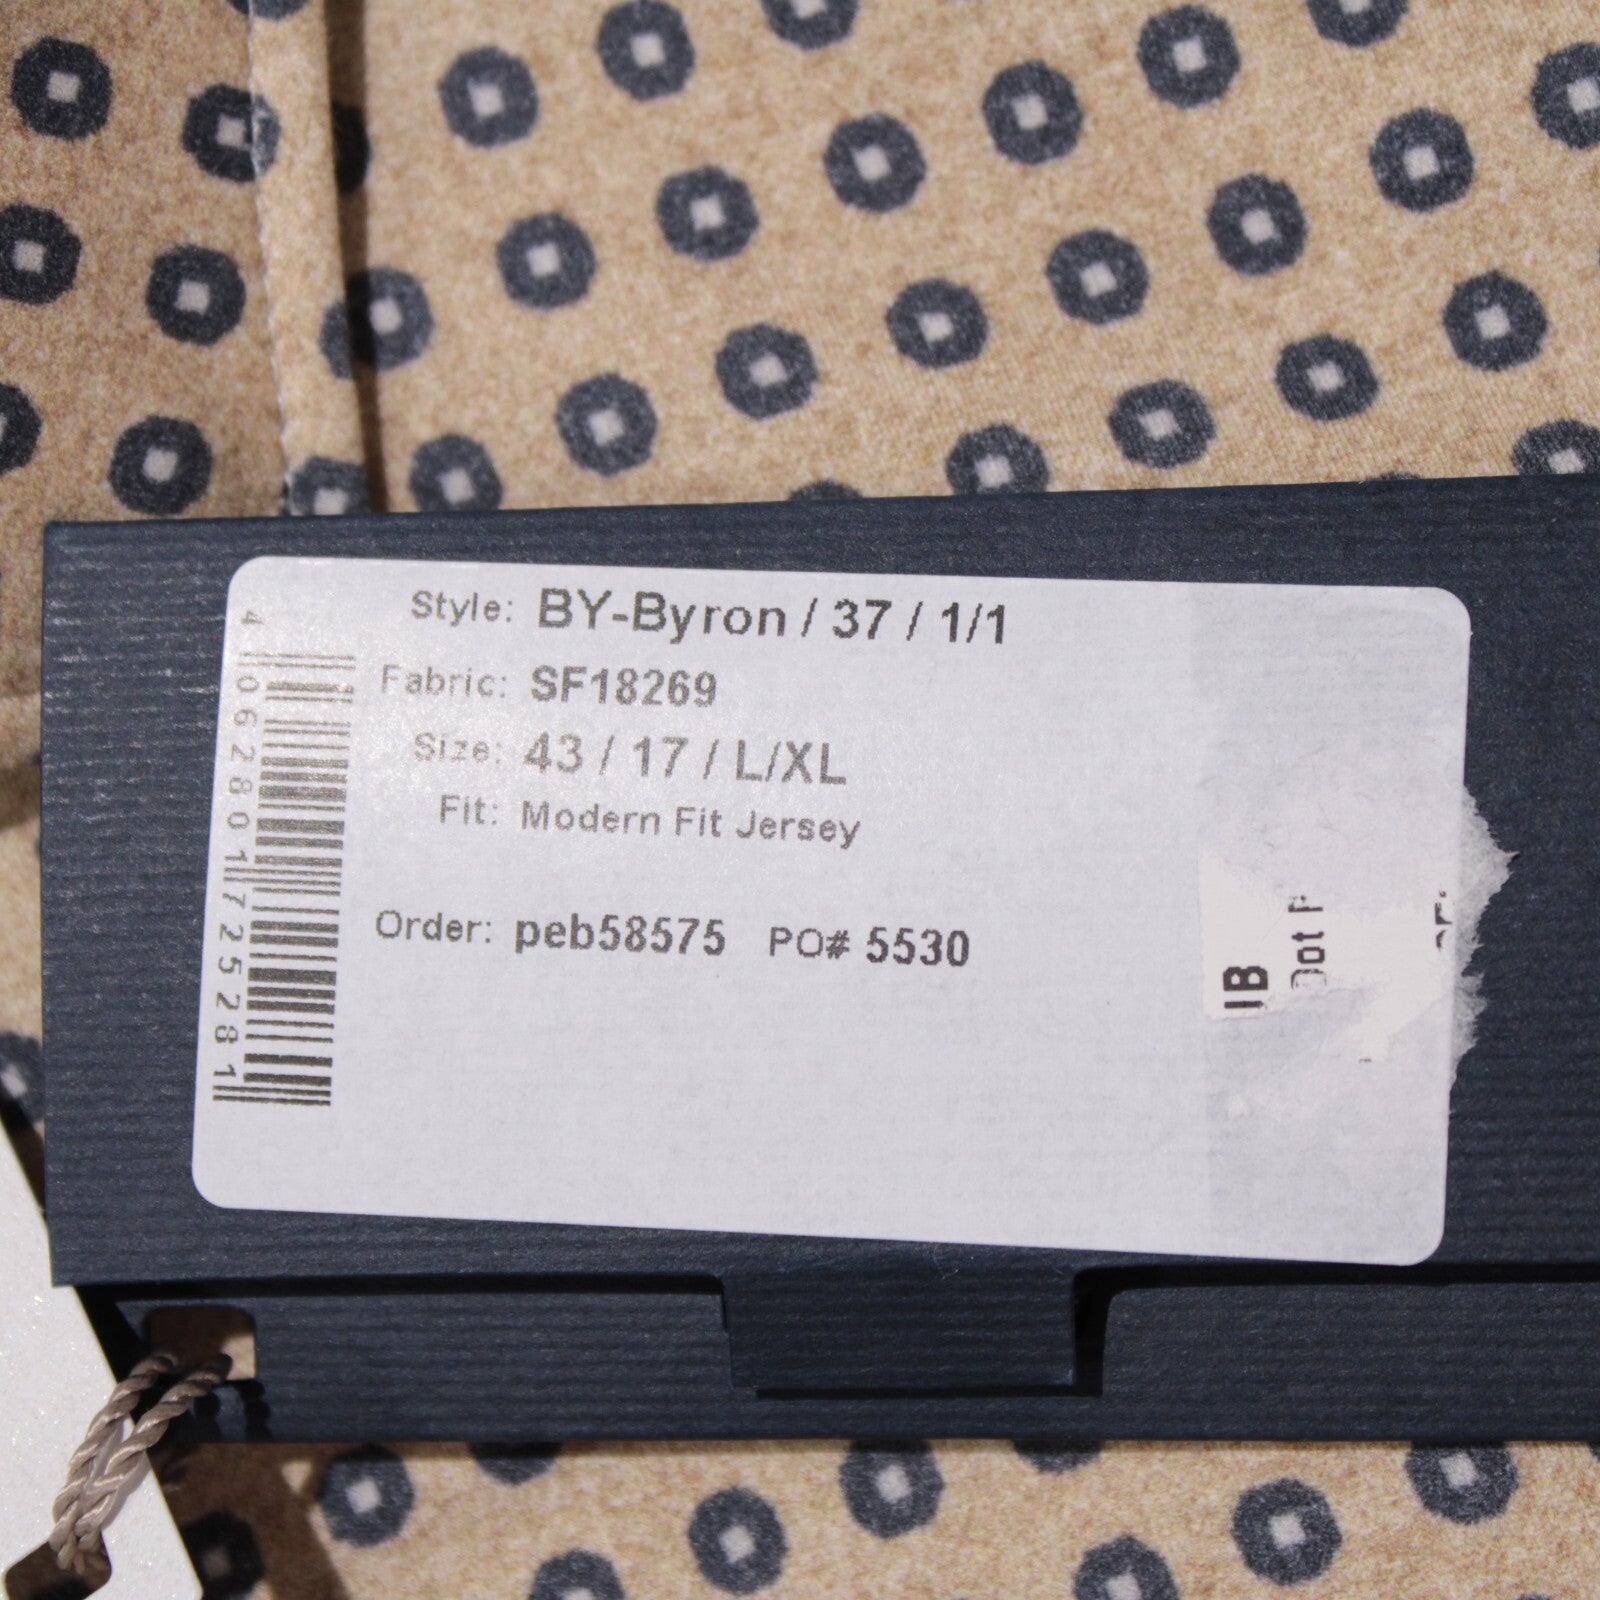 Style: BY-Byron / 37 / 1/1
Fabric: SF18269
Size: 43 / 17 / L/XL
Fit: Modern Fit Jersey
Order: peb58575 PO# 5530
4 062801 725281
IB